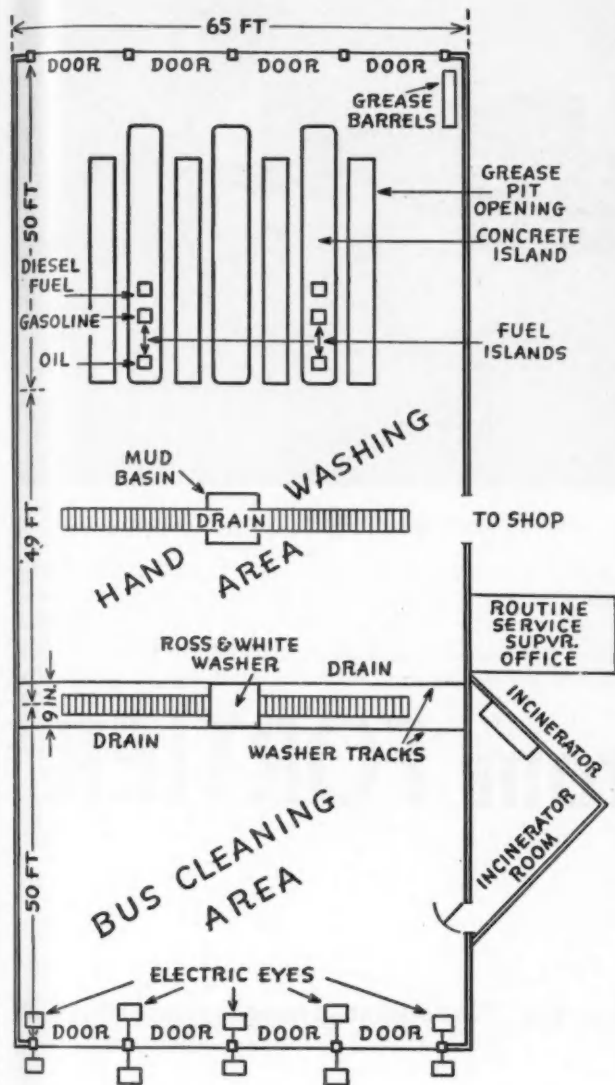 65 FT
DOOR DOOR DOOR DOOR
GREASE
BARRELS
GREASE
PIT
OPENING
CONCRETE
ISLAND
50 FT
DIESEL
FUEL
GASOLINE
OIL
FUEL
ISLANDS
49 FT
MUD
BASIN
DRAIN
HAND WASHING
AREA
TO SHOP
ROUTINE
SERVICE
SUPVR.
OFFICE
ROSS & WHITE
WASHER
DRAIN
9 IN.
DRAIN
WASHER TRACKS
INCINERATOR
INCINERATOR
ROOM
50 FT
BUS CLEANING
AREA
ELECTRIC EYES
DOOR DOOR DOOR DOOR